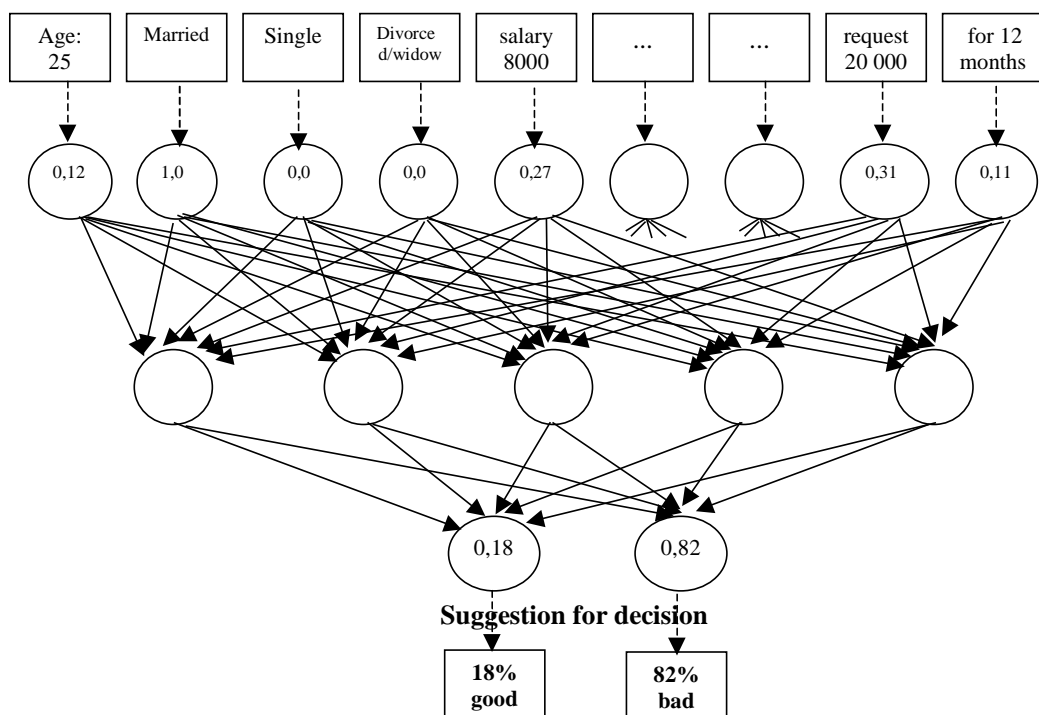 Age:
25
Married
Single
Divorce
d/widow
salary
8000
...
...
request
20 000
for 12
months
0,12
1,0
0,0
0,0
0,27
0,31
0,11
0,18
0,82
Suggestion for decision
18%
good
82%
bad